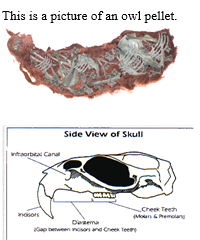 This is a picture of an owl pellet.
Side View of Skull
Infraorbital Canal
Incisors
Diastema
(Gap between Incisors and Cheek Teeth)
Cheek Teeth
(Molars & Premolars)